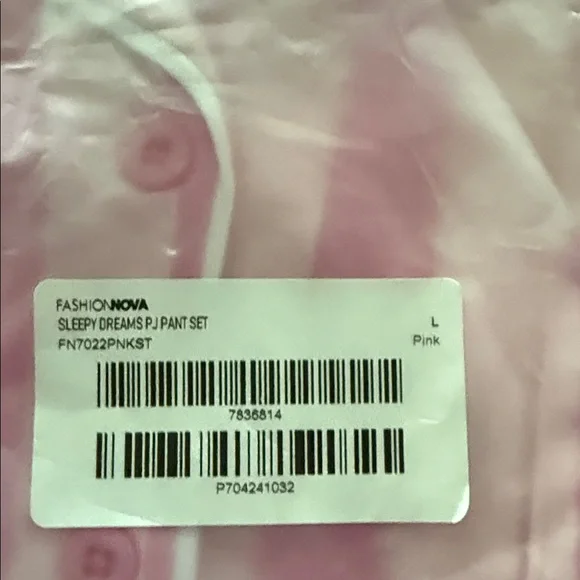 FASHIONNOVA
SLEEPY DREAMS PJ PANT SET L
FN7022PNKST Pink
7836814
P704241032